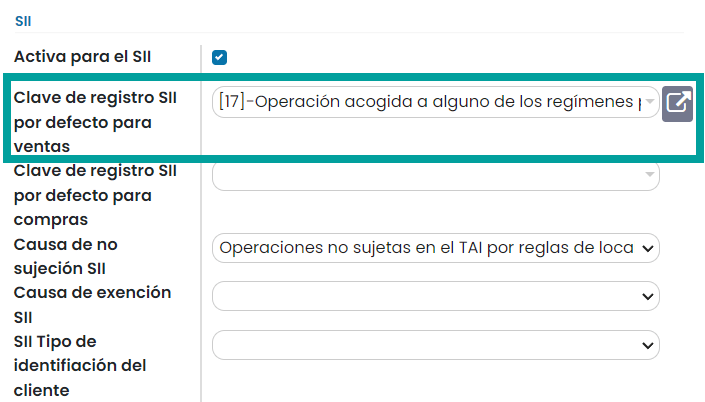 SII
Activa para el SII
Clave de registro SII
por defecto para
ventas
[17]-Operación acogida a alguno de los regímenes p
Clave de registro SII
por defecto para
compras
Causa de no
sujeción SII
Operaciones no sujetas en el TAI por reglas de loca
Causa de exención
SII
SII Tipo de
identifiación del
cliente